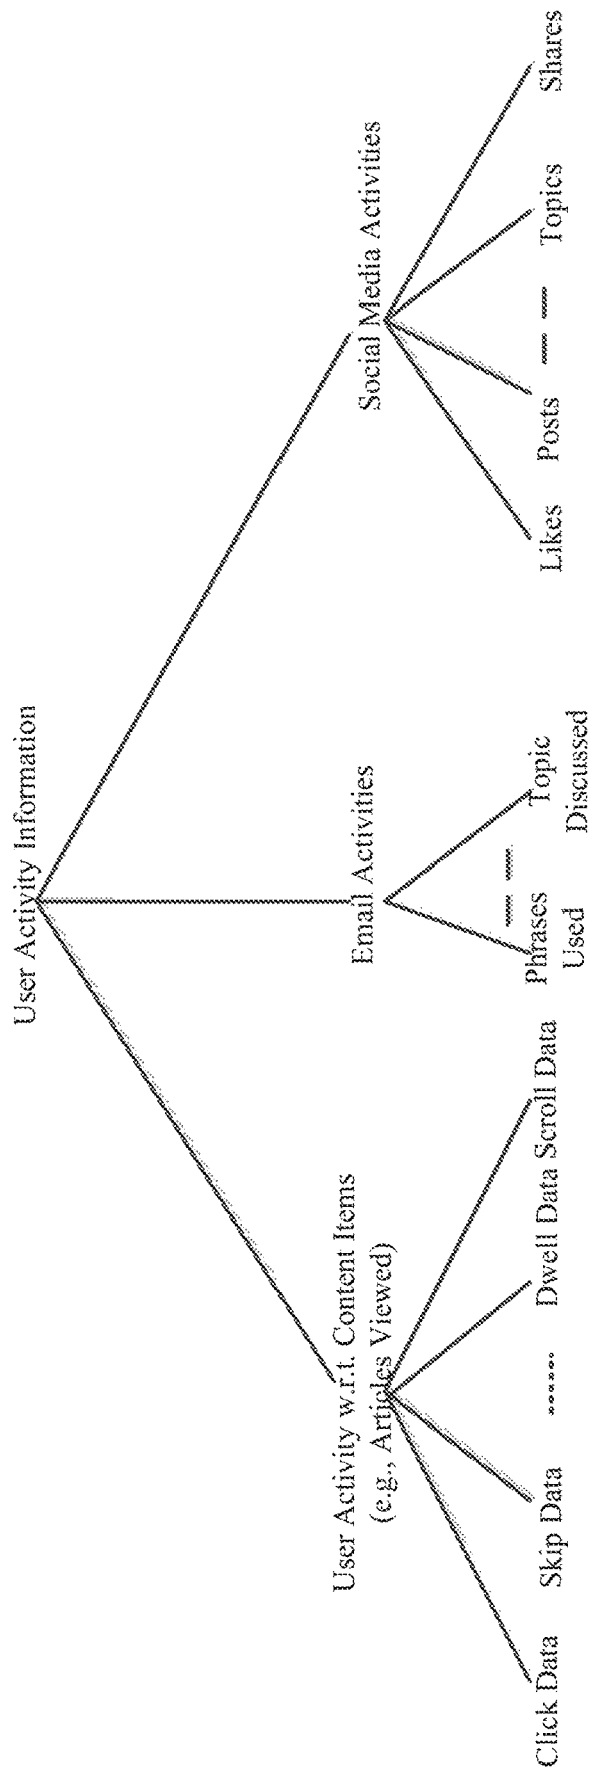 User Activity Information
User Activity w.r.t. Content Items
(e.g., Articles Viewed)
Email Activities
Social Media Activities
Click Data
Skip Data
Dwell Data
Scroll Data
Phrases
Used
Topic
Discussed
Likes
Posts
Topics
Shares